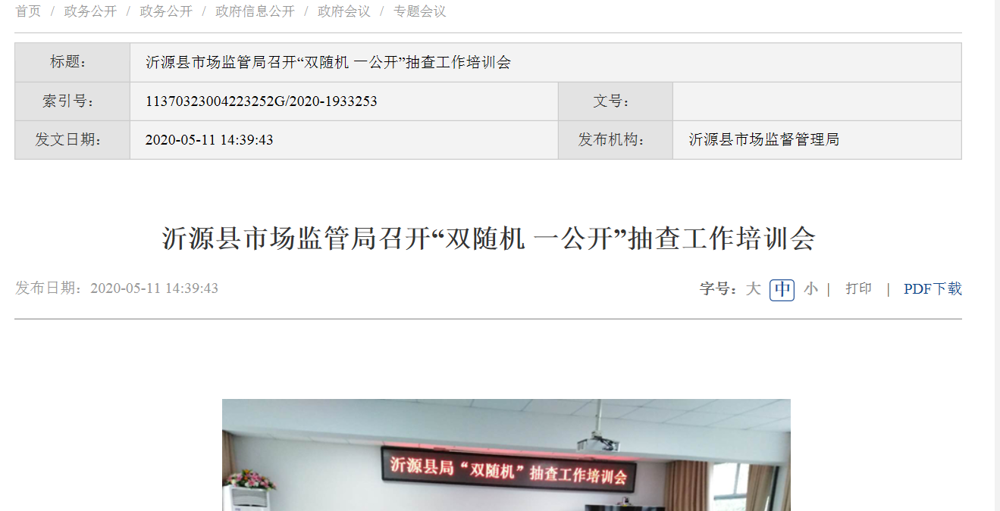 首页 / 政务公开 / 政务公开 / 政府信息公开 / 政府会议 / 专题会议
标题： 沂源县市场监管局召开“双随机 一公开”抽查工作培训会
索引号： 11370323004223252G/2020-1933253 文号：
发文日期： 2020-05-11 14:39:43 发布机构： 沂源县市场监督管理局
沂源县市场监管局召开“双随机 一公开”抽查工作培训会
发布日期：2020-05-11 14:39:43 字号：大 中 小 | 打印 | PDF下载
沂源县局“双随机”抽查工作培训会